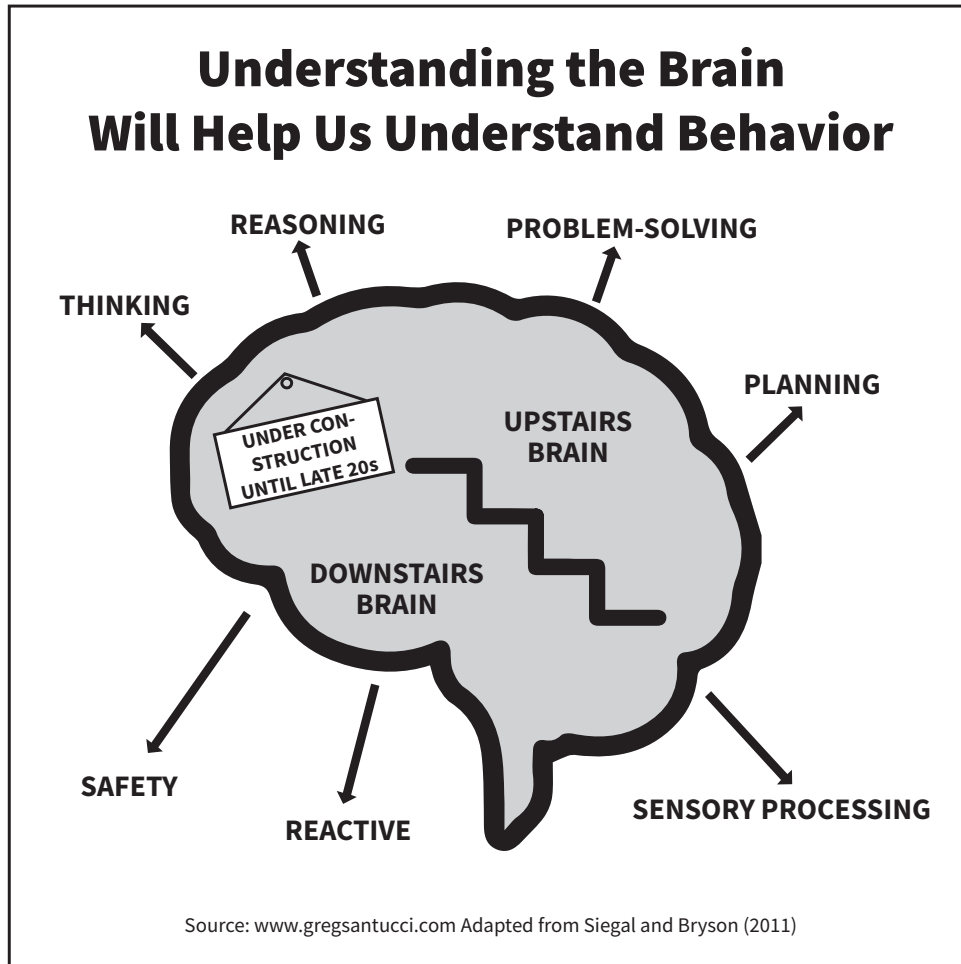 Understanding the Brain
Will Help Us Understand Behavior
REASONING
PROBLEM-SOLVING
THINKING
PLANNING
UNDER CON-
STRUCTION
UNTIL LATE 20s
UPSTAIRS
BRAIN
DOWNSTAIRS
BRAIN
SAFETY
REACTIVE
SENSORY PROCESSING
Source: www.gregsantucci.com Adapted from Siegal and Bryson (2011)